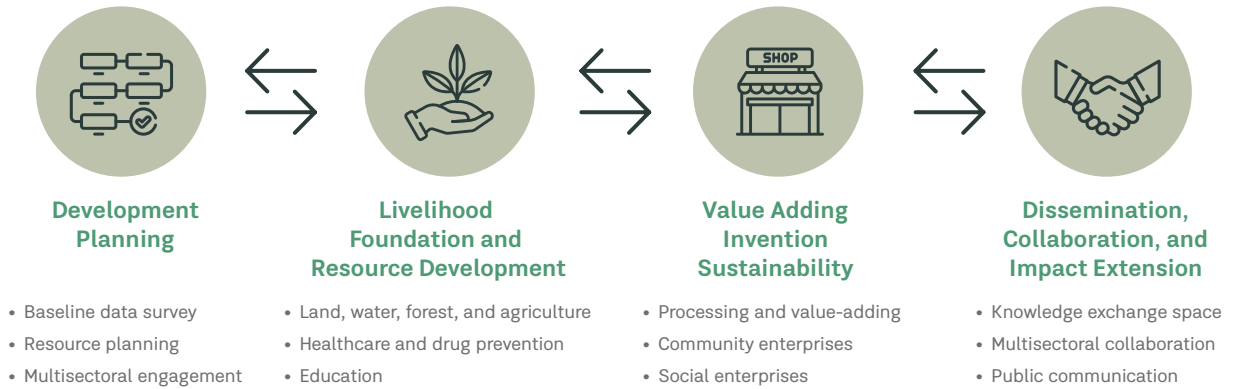 SHOP
Development
Planning
• Baseline data survey
• Resource planning
• Multisectoral engagement
Livelihood
Foundation and
Resource Development
• Land, water, forest, and agriculture
• Healthcare and drug prevention
• Education
Value Adding
Invention
Sustainability
• Processing and value-adding
• Community enterprises
• Social enterprises
Dissemination,
Collaboration, and
Impact Extension
• Knowledge exchange space
• Multisectoral collaboration
• Public communication